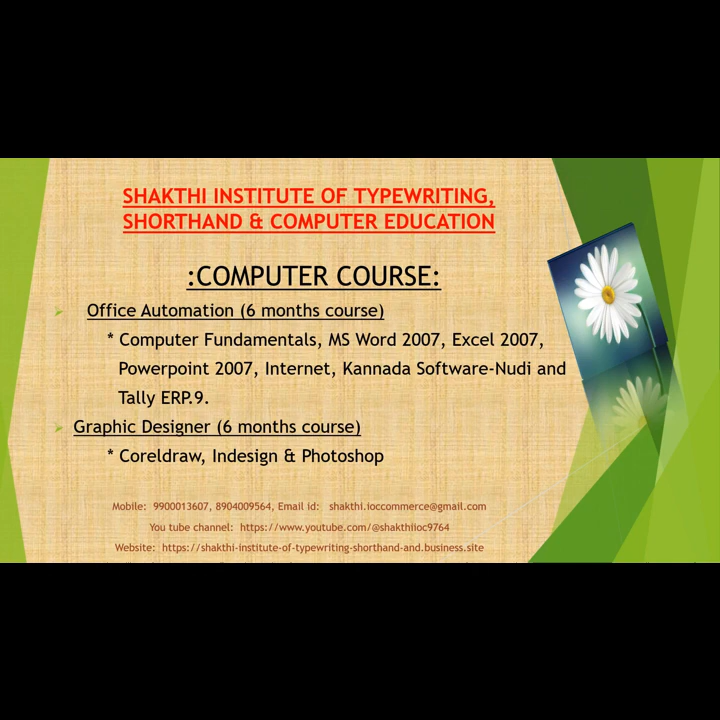 SHAKTHI INSTITUTE OF TYPEWRITING,
SHORTHAND & COMPUTER EDUCATION
:COMPUTER COURSE:
Office Automation (6 months course)
* Computer Fundamentals, MS Word 2007, Excel 2007,
Powerpoint 2007, Internet, Kannada Software-Nudi and
Tally ERP.9.
Graphic Designer (6 months course)
* Coreldraw, Indesign & Photoshop
Mobile: 9900013607, 8904009564, Email id: shakthi.ioccommerce@gmail.com
You tube channel: https://www.youtube.com/@shakthiioc9764
Website: https://shakthi-institute-of-typewriting-shorthand-and.business.site